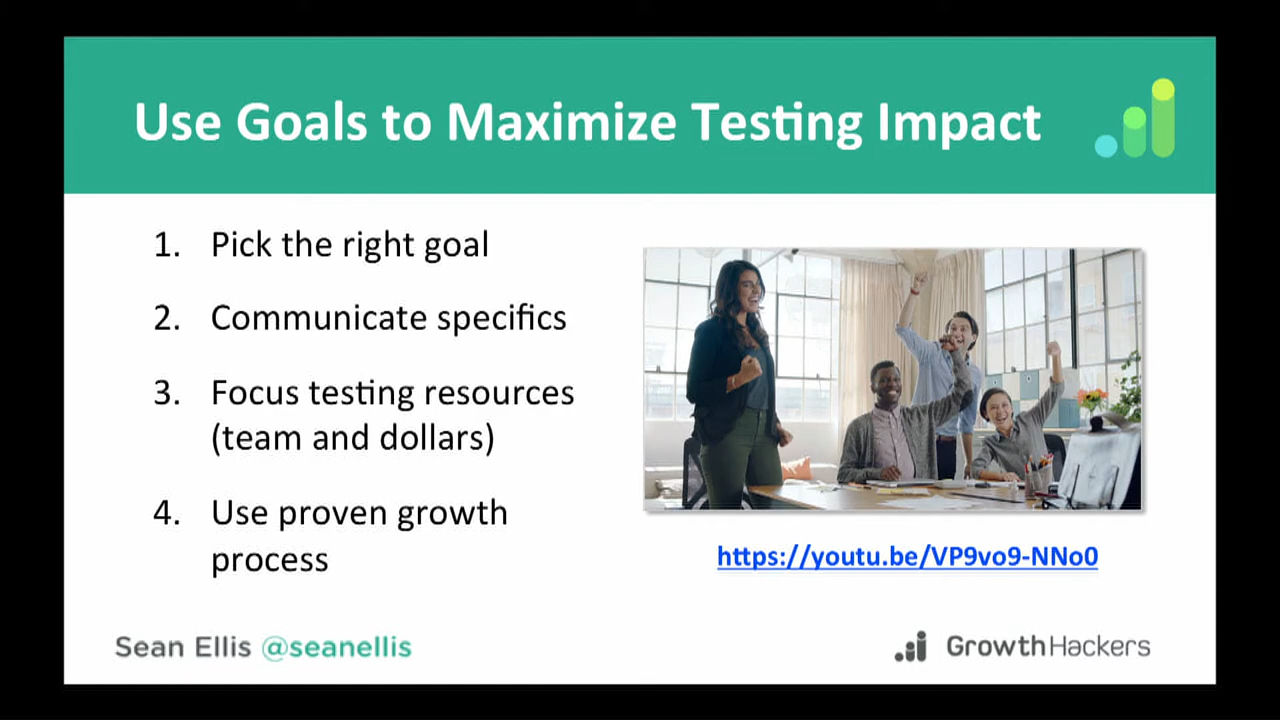 Use Goals to Maximize Testing Impact
1. Pick the right goal
2. Communicate specifics
3. Focus testing resources
(team and dollars)
4. Use proven growth
process
https://youtu.be/VP9vo9-NNo0
Sean Ellis @seanellis
GrowthHackers